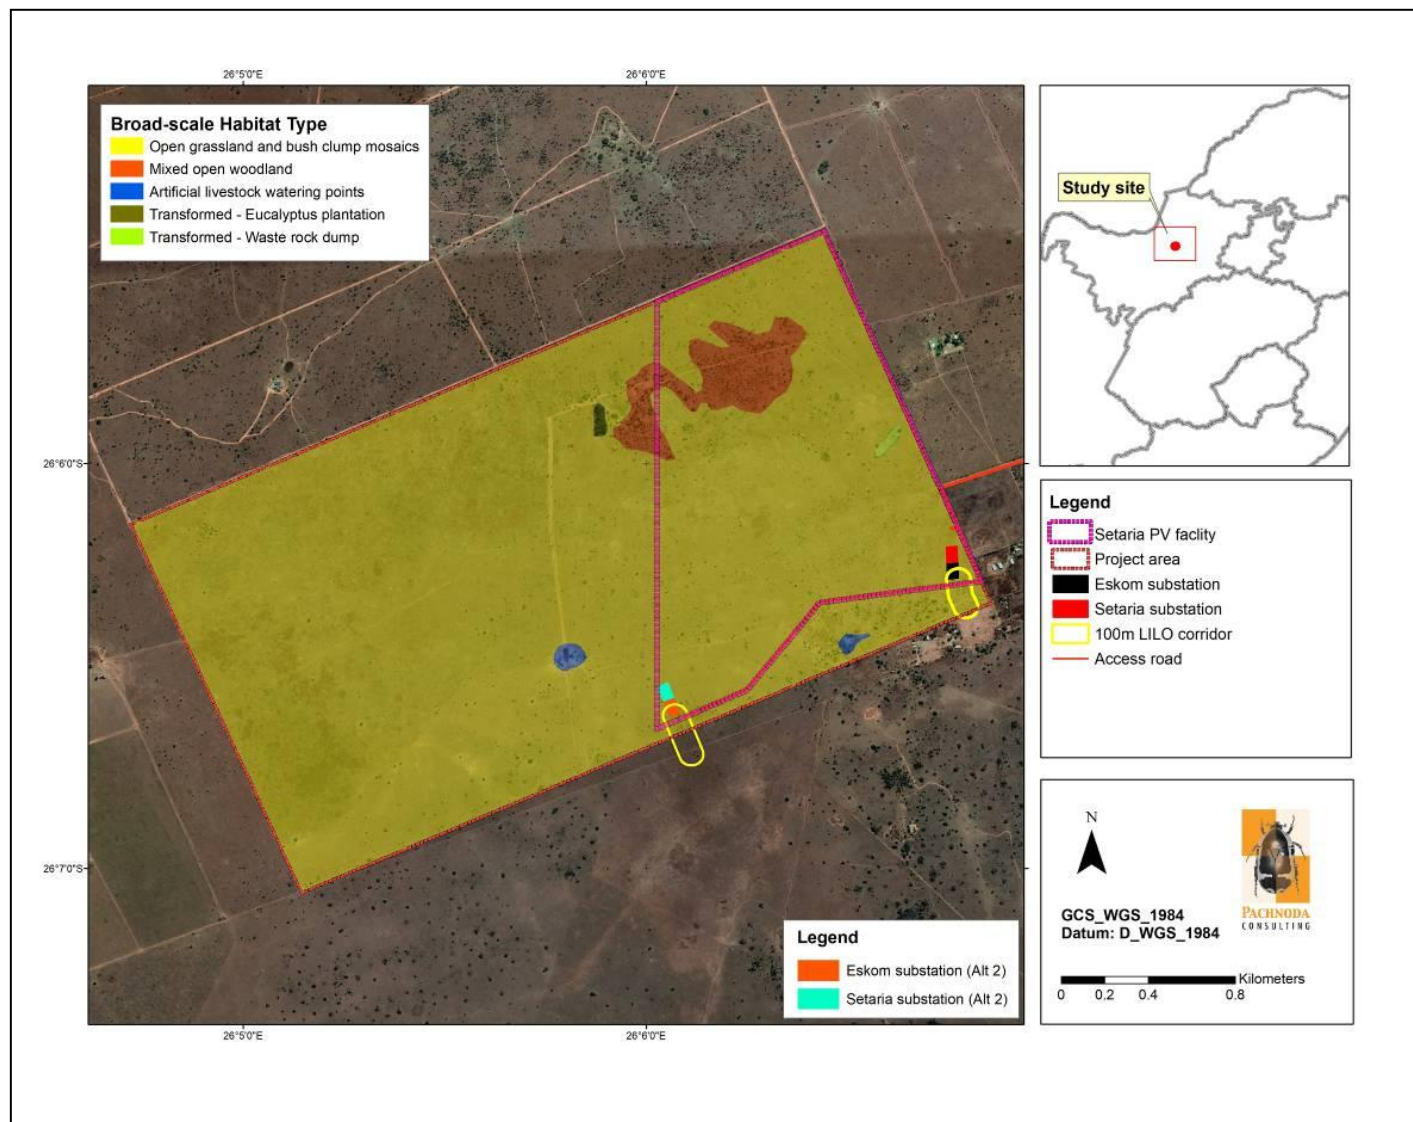 26°5'0"E
26°6'0"E
Broad-scale Habitat Type
Open grassland and bush clump mosaics
Mixed open woodland
Artificial livestock watering points
Transformed - Eucalyptus plantation
Transformed - Waste rock dump
Study site
26°6'0"S
26°7'0"S
Legend
Setaria PV faclity
Project area
Eskom substation
Setaria substation
100m LILO corridor
Access road
Legend
Eskom substation (Alt 2)
Setaria substation (Alt 2)
N
GCS_WGS_1984
Datum: D_WGS_1984
PACHNODA
CONSULTING
Kilometers
0 0.2 0.4 0.8
26°5'0"E
26°6'0"E